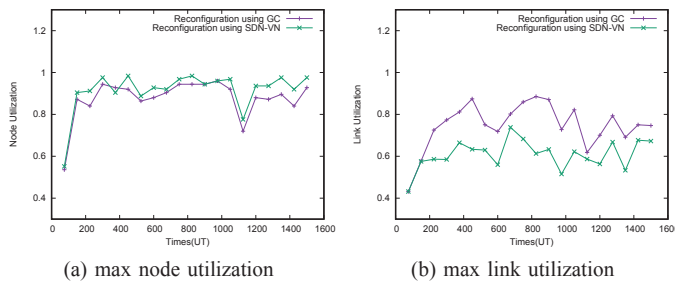 Reconfiguration using GC
Reconfiguration using SDN-VN
1.2
1
0.8
0.6
0.4
Node Utilization
0 200 400 600 800 1000 1200 1400 1600
Times(UT)
(a) max node utilization
Reconfiguration using GC
Reconfiguration using SDN-VN
1.2
1
0.8
0.6
0.4
Link Utilization
0 200 400 600 800 1000 1200 1400 1600
Times(UT)
(b) max link utilization